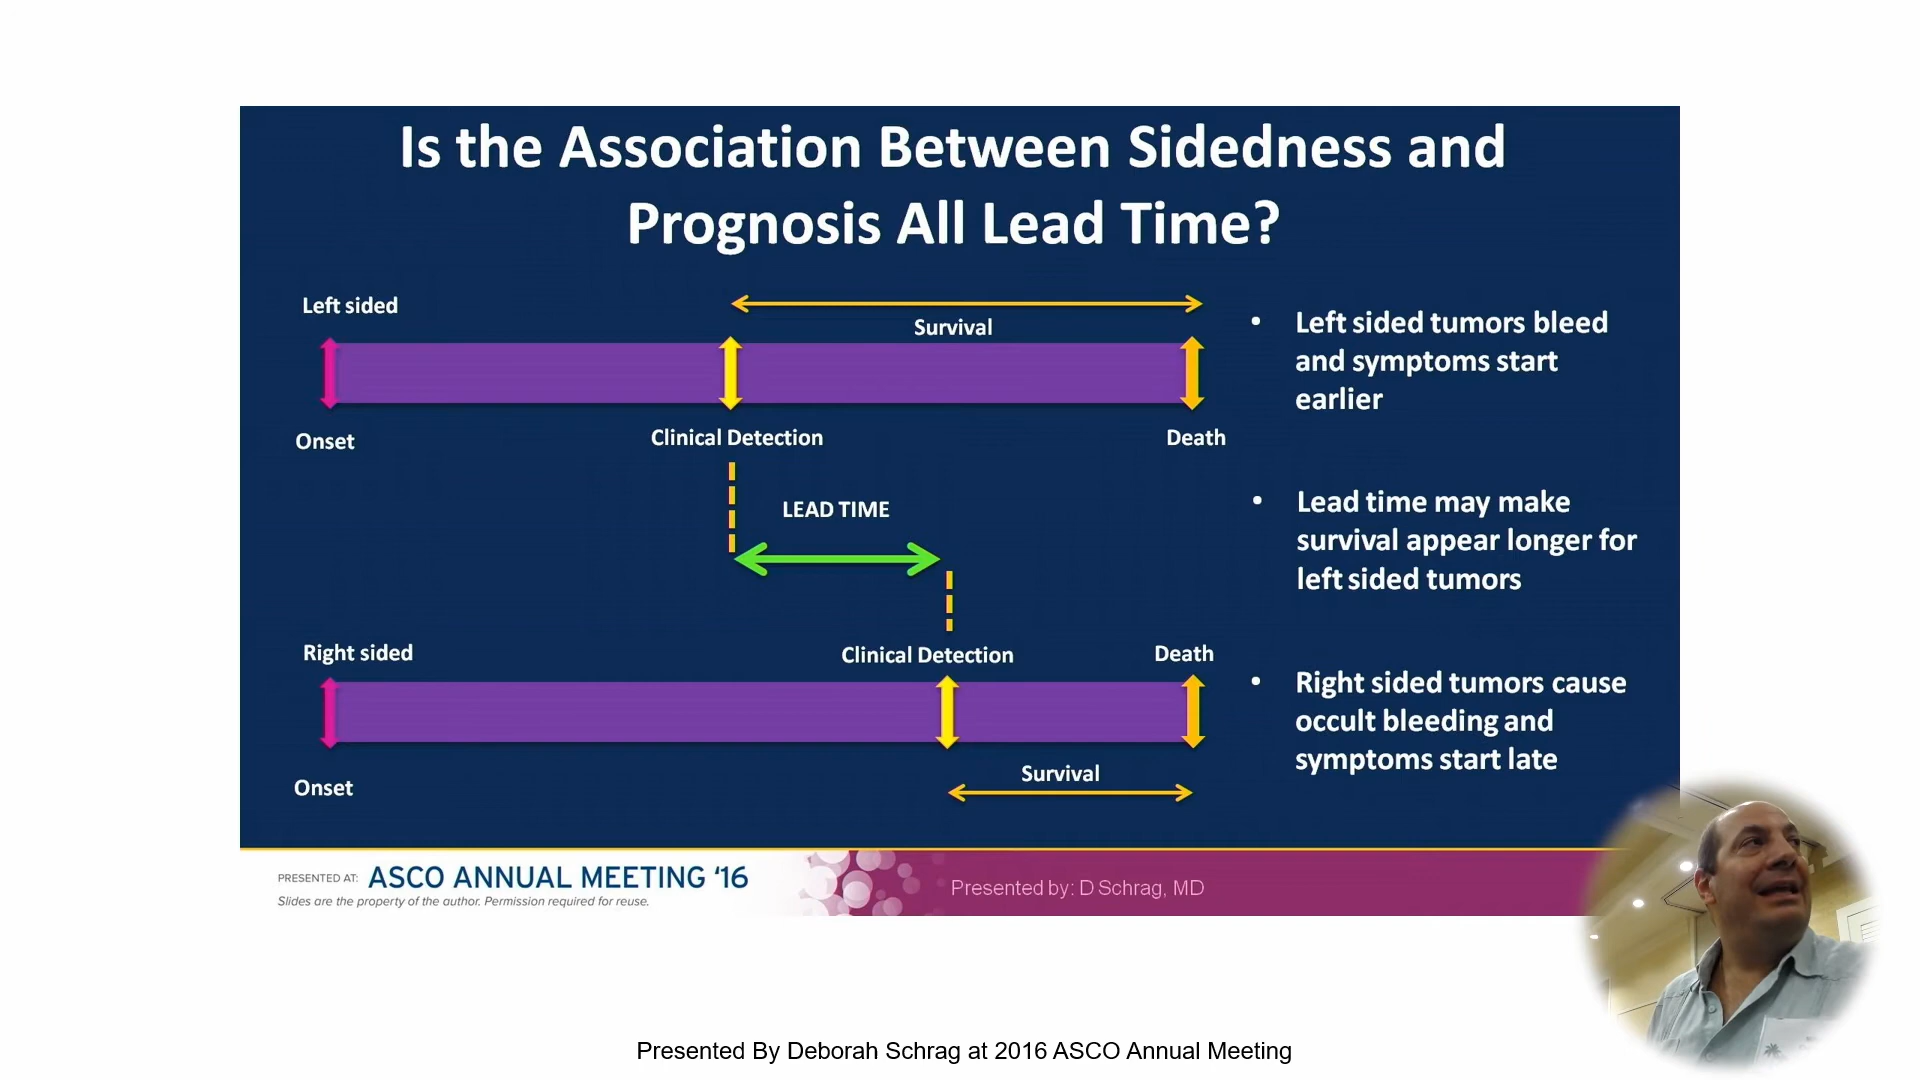 Is the Association Between Sidedness and
Prognosis All Lead Time?
Left sided
Survival
Onset
Clinical Detection
Death
LEAD TIME
Right sided
Clinical Detection
Death
Survival
Onset
• Left sided tumors bleed
and symptoms start
earlier
• Lead time may make
survival appear longer for
left sided tumors
• Right sided tumors cause
occult bleeding and
symptoms start late
PRESENTED AT: ASCO ANNUAL MEETING ‘16
Slides are the property of the author. Permission required for reuse.
Presented by: D Schrag, MD
Presented By Deborah Schrag at 2016 ASCO Annual Meeting